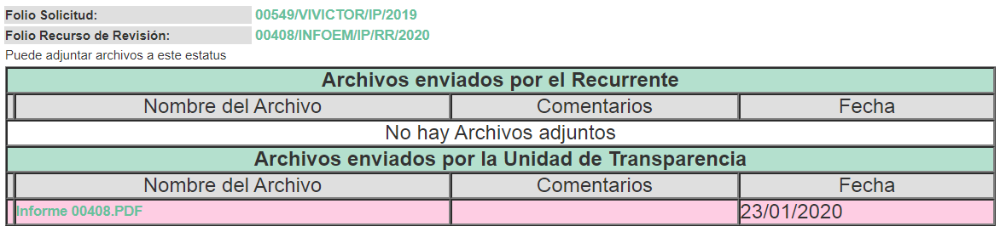 Folio Solicitud: 00549/VIVICTOR/IP/2019
Folio Recurso de Revisión: 00408/INFOEM/IP/RR/2020
Puede adjuntar archivos a este estatus
Archivos enviados por el Recurrente
Nombre del Archivo Comentarios Fecha
No hay Archivos adjuntos
Archivos enviados por la Unidad de Transparencia
Nombre del Archivo Comentarios Fecha
Informe 00408.PDF 23/01/2020